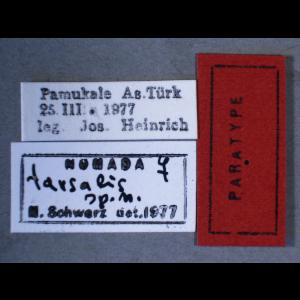 Pamukale As.Türk
25.III. 1977
leg. Jos. Heinrich
NOMADA ♀
tarsalis
sp.n.
M. Schwarz det.1977
PARATYPE